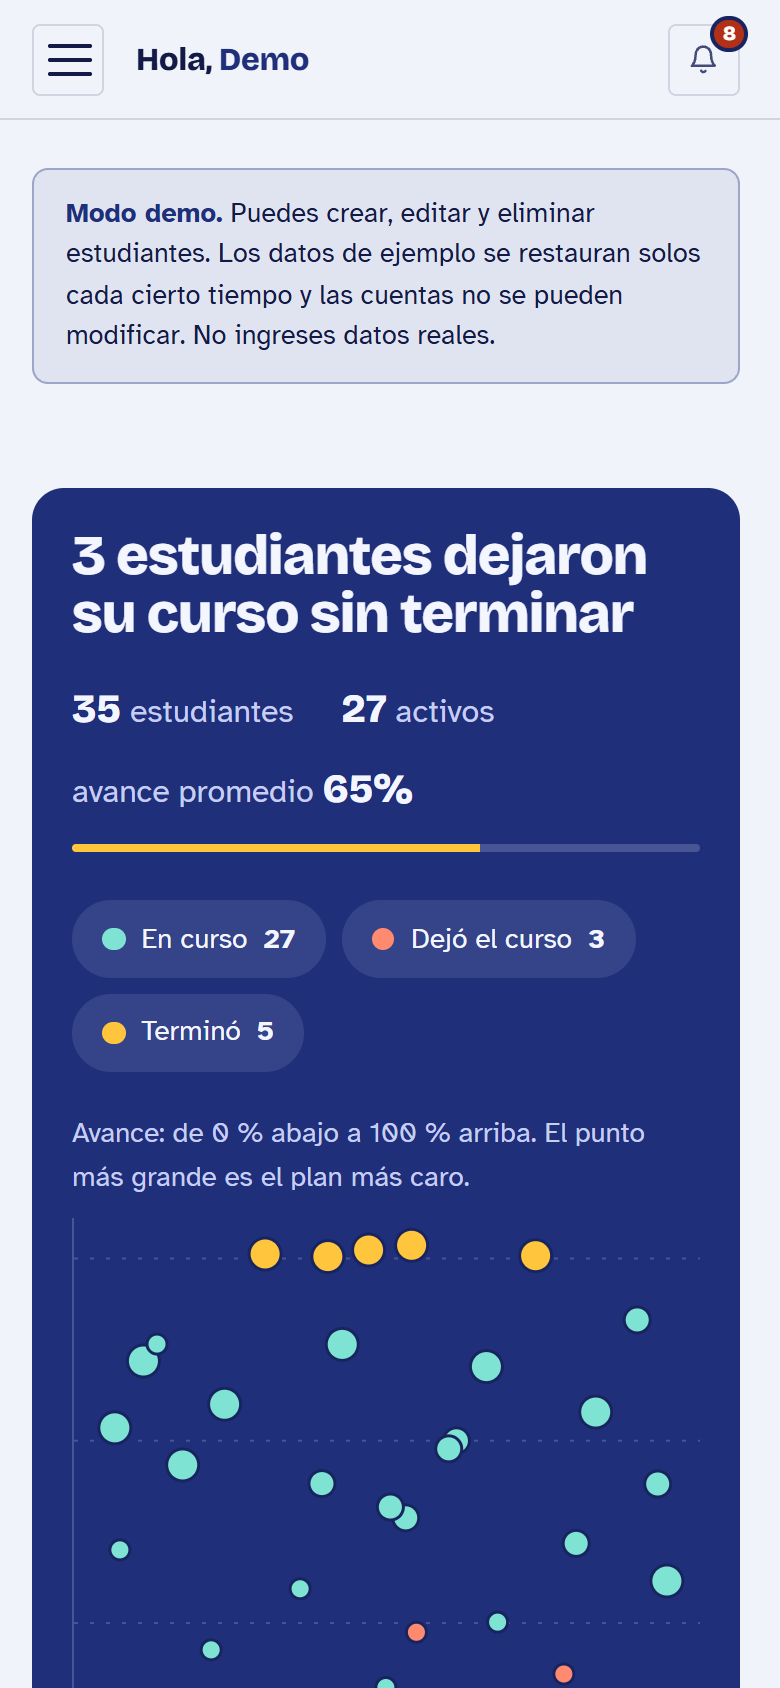 Hola, Demo
8
Modo demo. Puedes crear, editar y eliminar
estudiantes. Los datos de ejemplo se restauran solos
cada cierto tiempo y las cuentas no se pueden
modificar. No ingreses datos reales.
3 estudiantes dejaron
su curso sin terminar
35 estudiantes 27 activos
avance promedio 65%
En curso 27 Dejó el curso 3
Terminó 5
Avance: de 0 % abajo a 100 % arriba. El punto
más grande es el plan más caro.